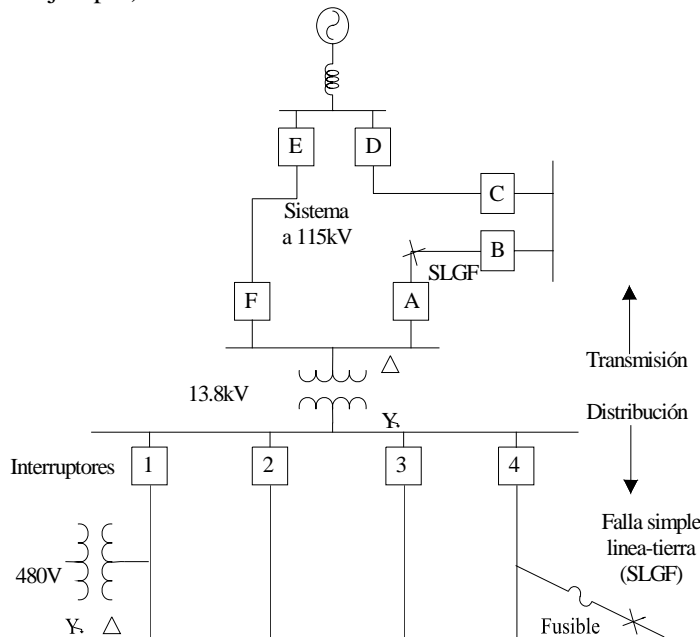 E
D
C
Sistema
a 115kV
B
SLGF
F
A
Transmisión
13.8kV
Distribución
Y
Interruptores
1
2
3
4
Falla simple
linea-tierra
(SLGF)
480V
Y
Fusible